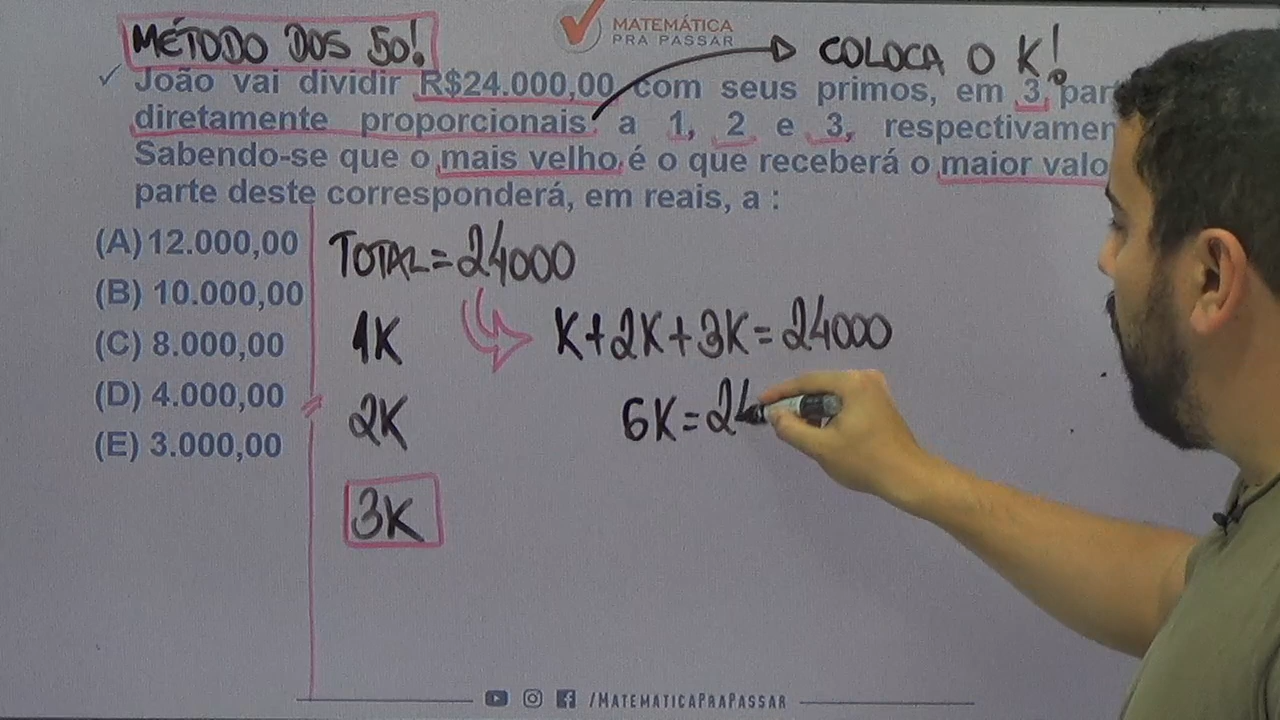 MÉTODO DOS 50!
MATEMÁTICA
PRA PASSAR
COLOCA O K!
✓ João vai dividir R$24.000,00 com seus primos, em 3 par
diretamente proporcionais a 1, 2 e 3, respectivamen
Sabendo-se que o mais velho é o que receberá o maior valo
parte deste corresponderá, em reais, a :
(A) 12.000,00
(B) 10.000,00
(C) 8.000,00
(D) 4.000,00
(E) 3.000,00
TOTAL=24000
1K
2K
3K
K+2K+3K=24000
6K=24
/MATEMATICAPRAPASSAR